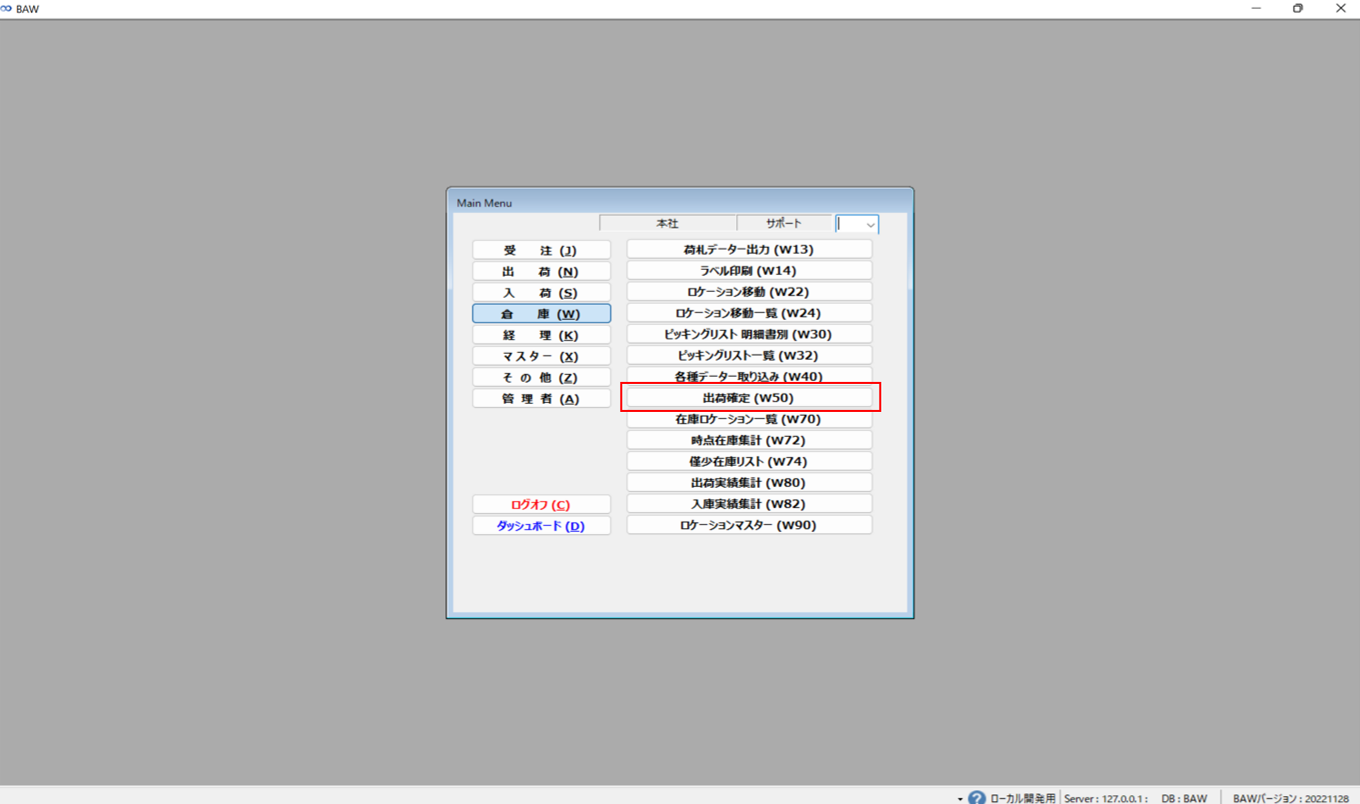 BAW
Main Menu
本社 サポート
受 注 (J)
出 荷 (N)
入 荷 (S)
倉 庫 (W)
経 理 (K)
マスター (X)
そ の 他 (Z)
管 理 者 (A)
ログオフ (C)
ダッシュボード (D)
荷札データー出力 (W13)
ラベル印刷 (W14)
ロケーション移動 (W22)
ロケーション移動一覧 (W24)
ピッキングリスト 明細書別 (W30)
ピッキングリスト一覧 (W32)
各種データー取り込み (W40)
出荷確定 (W50)
在庫ロケーション一覧 (W70)
時点在庫集計 (W72)
僅少在庫リスト (W74)
出荷実績集計 (W80)
入庫実績集計 (W82)
ロケーションマスター (W90)
ローカル開発用 Server : 127.0.0.1 : DB : BAW BAWバージョン : 20221128